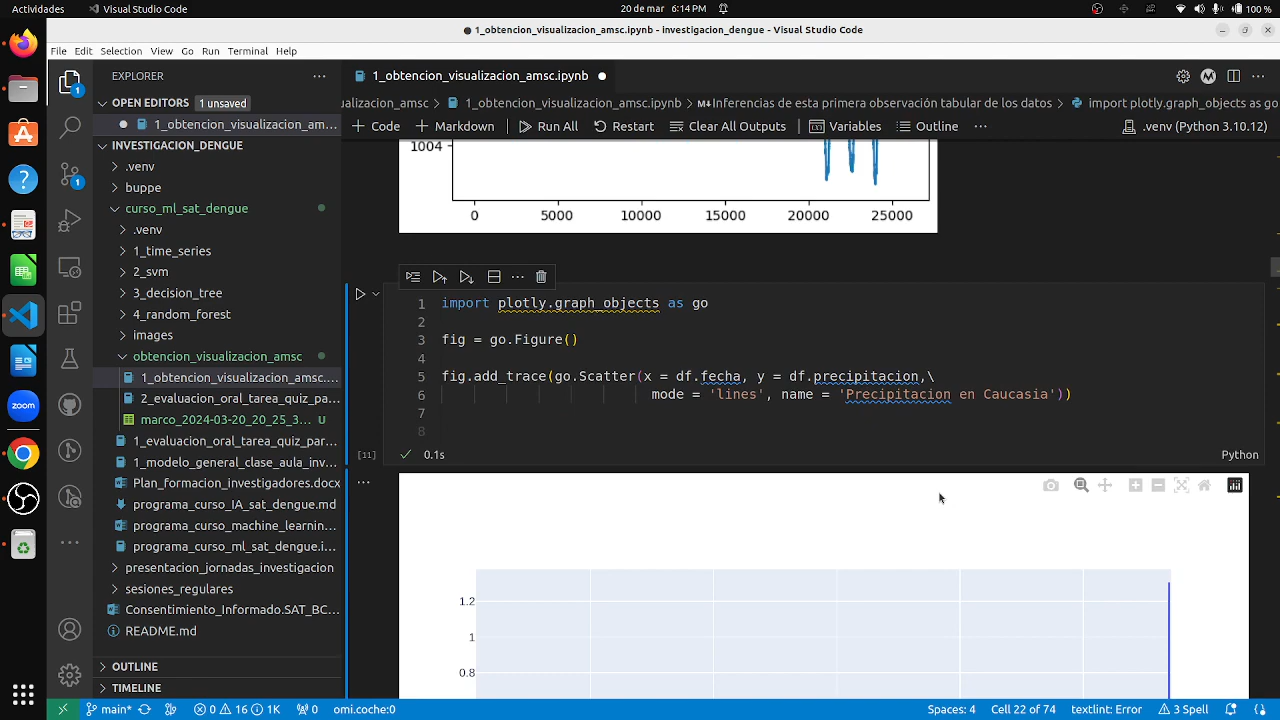 Actividades
Visual Studio Code
20 de mar 6:14 PM
100 %
1_obtencion_visualizacion_amsc.ipynb - investigacion_dengue - Visual Studio Code
File Edit Selection View Go Run Terminal Help
EXPLORER
OPEN EDITORS 1 unsaved
1_obtencion_visualizacion_am...
INVESTIGACION_DENGUE
.venv
buppe
curso_ml_sat_dengue
.venv
1_time_series
2_svm
3_decision_tree
4_random_forest
images
obtencion_visualizacion_amsc
1_obtencion_visualizacion_amsc....
2_evaluacion_oral_tarea_quiz_pa...
marco_2024-03-20_20_25_3... U
1_evaluacion_oral_tarea_quiz_par...
1_modelo_general_clase_aula_inv...
Plan_formacion_investigadores.docx
programa_curso_IA_sat_dengue.md
programa_curso_machine_learnin...
programa_curso_ml_sat_dengue.i...
presentacion_jornadas_investigacion
sesiones_regulares
Consentimiento_Informado.SAT_BC...
README.md
OUTLINE
TIMELINE
1_obtencion_visualizacion_amsc.ipynb
ualizacion_amsc > 1_obtencion_visualizacion_amsc.ipynb > Inferencias de esta primera observación tabular de los datos > import plotly.graph_objects as go
+ Code + Markdown Run All Restart Clear All Outputs Variables Outline ... .venv (Python 3.10.12)
1004
0 5000 10000 15000 20000 25000
1 import plotly.graph_objects as go
2
3 fig = go.Figure()
4
5 fig.add_trace(go.Scatter(x = df.fecha, y = df.precipitacion,\
6 mode = 'lines', name = 'Precipitacion en Caucasia'))
7
8
[11] 0.1s Python
1.2
1
0.8
main* 0 16 1K 0 omi.coche:0 Spaces: 4 Cell 22 of 74 textlint: Error 3 Spell
1
1
zoom